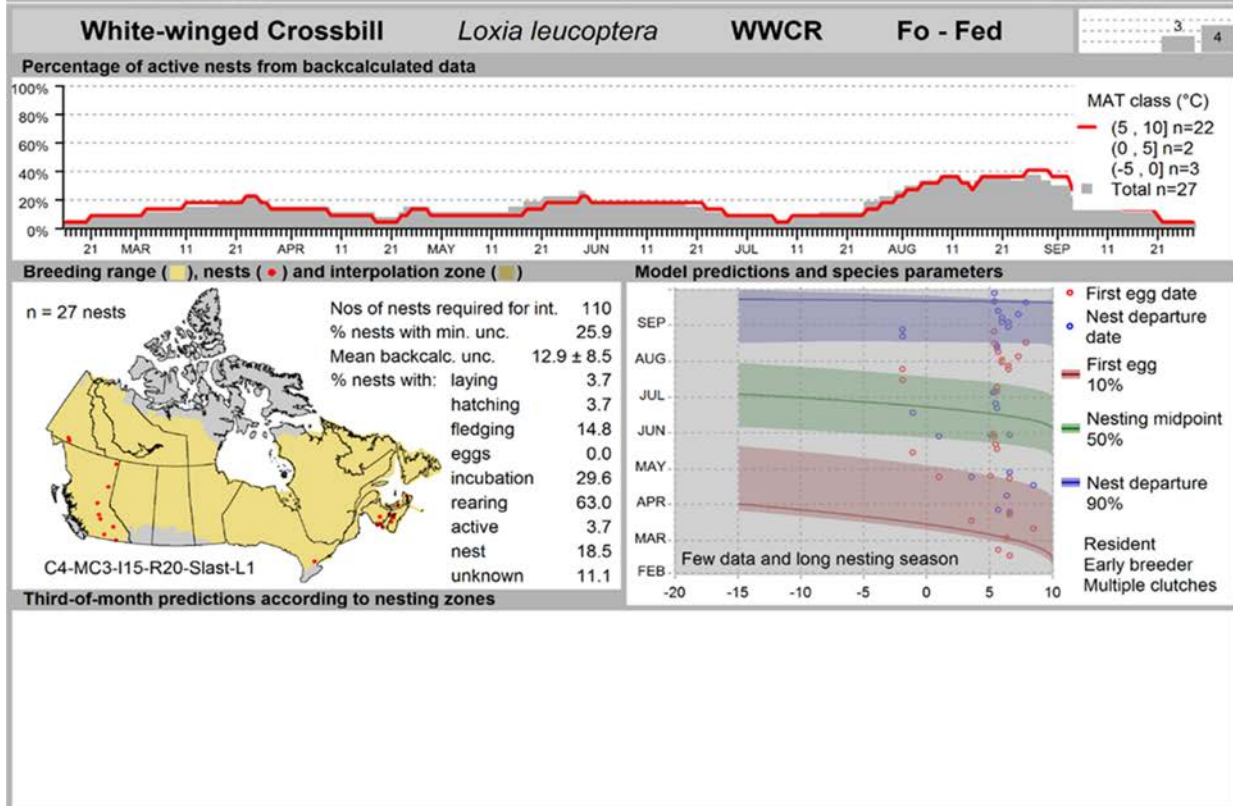 White-winged Crossbill Loxia leucoptera WWCR Fo - Fed
3
4
Percentage of active nests from backcalculated data
100%
80%
60%
40%
20%
0%
21 MAR 11 21 APR 11 21 MAY 11 21 JUN 11 21 JUL 11 21 AUG 11 SEP 11 21
MAT class (°C)
(5 , 10] n=22
(0 , 5] n=2
(-5 , 0] n=3
Total n=27
Breeding range ( ), nests ( ) and interpolation zone ( )
n = 27 nests
Nos of nests required for int. 110
% nests with min. unc. 25.9
Mean backcalc. unc. 12.9 ± 8.5
% nests with: laying 3.7
hatching 3.7
fledging 14.8
eggs 0.0
incubation 29.6
rearing 63.0
active 3.7
nest 18.5
unknown 11.1
C4-MC3-I15-R20-Slast-L1
Model predictions and species parameters
SEP
AUG
JUL
JUN
MAY
APR
MAR
FEB
Few data and long nesting season
-20 -15 -10 -5 0 5 10
First egg date
Nest departure
date
First egg
10%
Nesting midpoint
50%
Nest departure
90%
Resident
Early breeder
Multiple clutches
Third-of-month predictions according to nesting zones